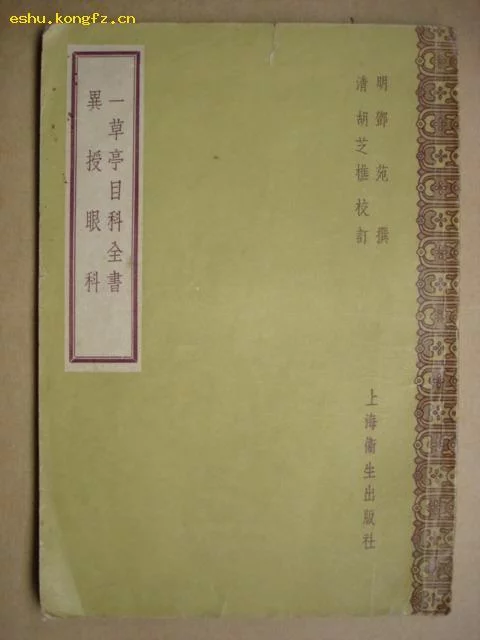 eshu.kongfz.cn
明 鄧 苑 撰
清 胡芝樵 校訂
一草亭目科全書
異授眼科
上海衞生出版社